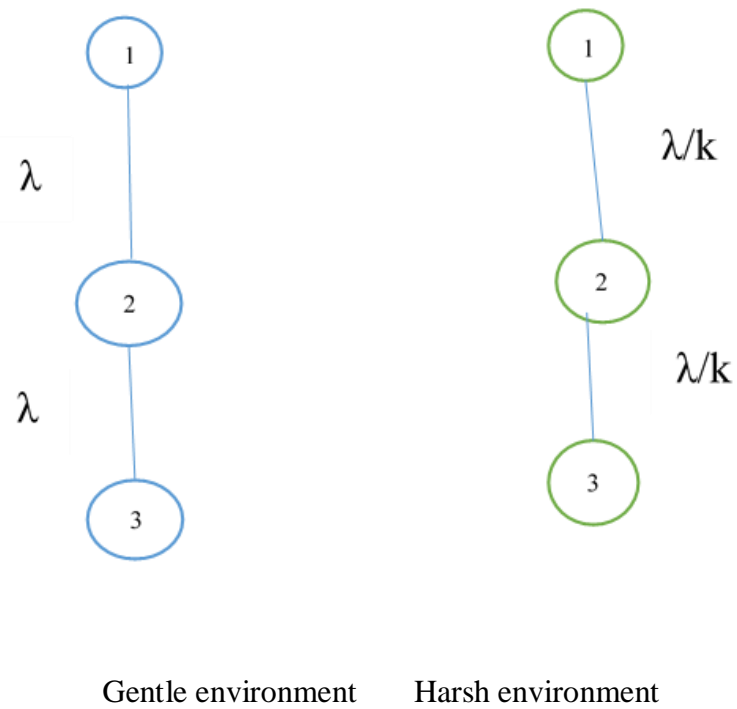 1
λ
2
λ
3
1
λ/k
2
λ/k
3
Gentle environment
Harsh environment